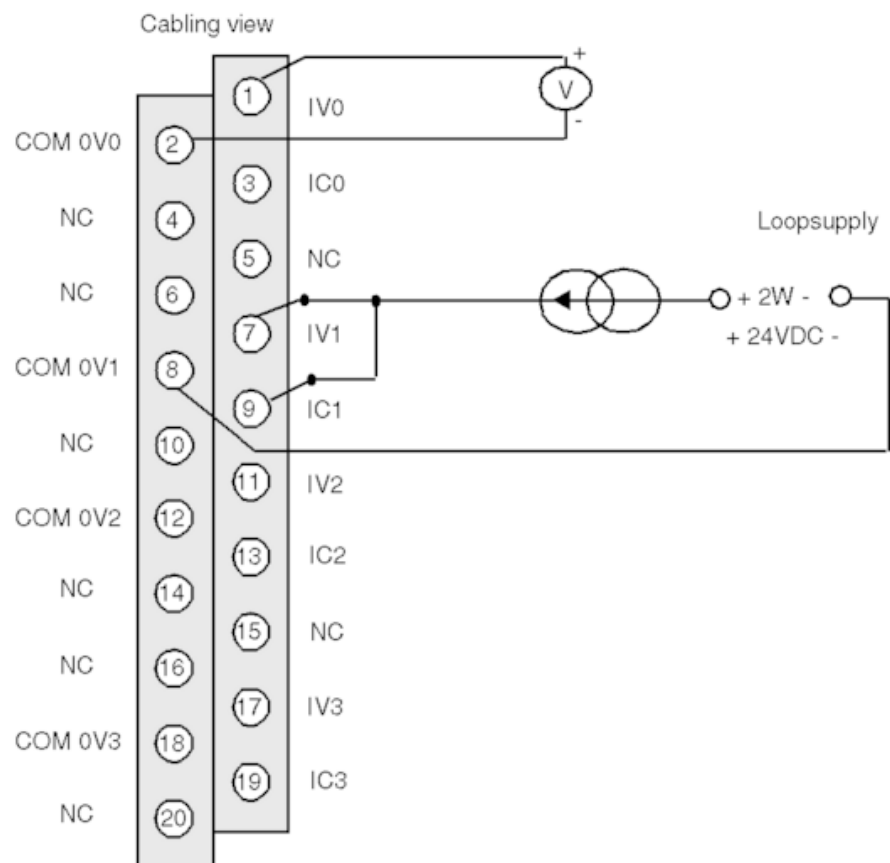 Cabling view
+
1
V
IV0
-
COM 0V0
2
3
IC0
NC
4
Loopsupply
5
NC
NC
6
+ 2W -
7
IV1
+ 24VDC -
COM 0V1
8
9
IC1
NC
10
11
IV2
COM 0V2
12
13
IC2
NC
14
15
NC
NC
16
17
IV3
COM 0V3
18
19
IC3
NC
20